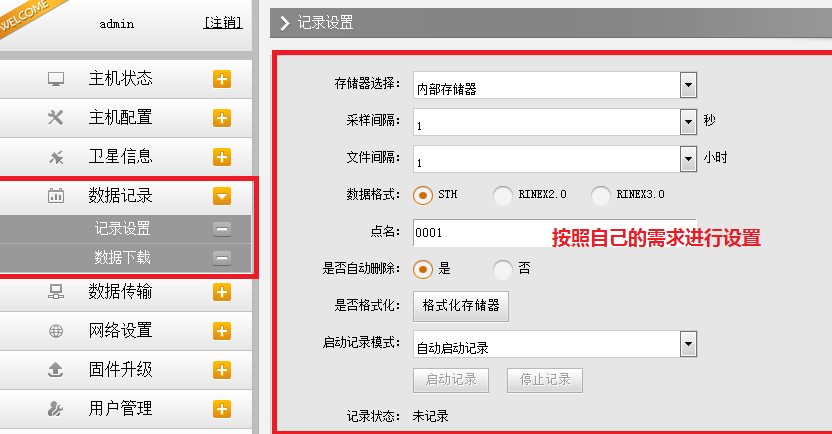 WELCOME
admin [注销]
主机状态
主机配置
卫星信息
数据记录
记录设置
数据下载
数据传输
网络设置
固件升级
用户管理
记录设置
存储器选择: 内部存储器
采样间隔: 1 秒
文件间隔: 1 小时
数据格式: STH RINEX2.0 RINEX3.0
点名: 0001
按照自己的需求进行设置
是否自动删除: 是 否
是否格式化: 格式化存储器
启动记录模式: 自动启动记录
启动记录 停止记录
记录状态: 未记录